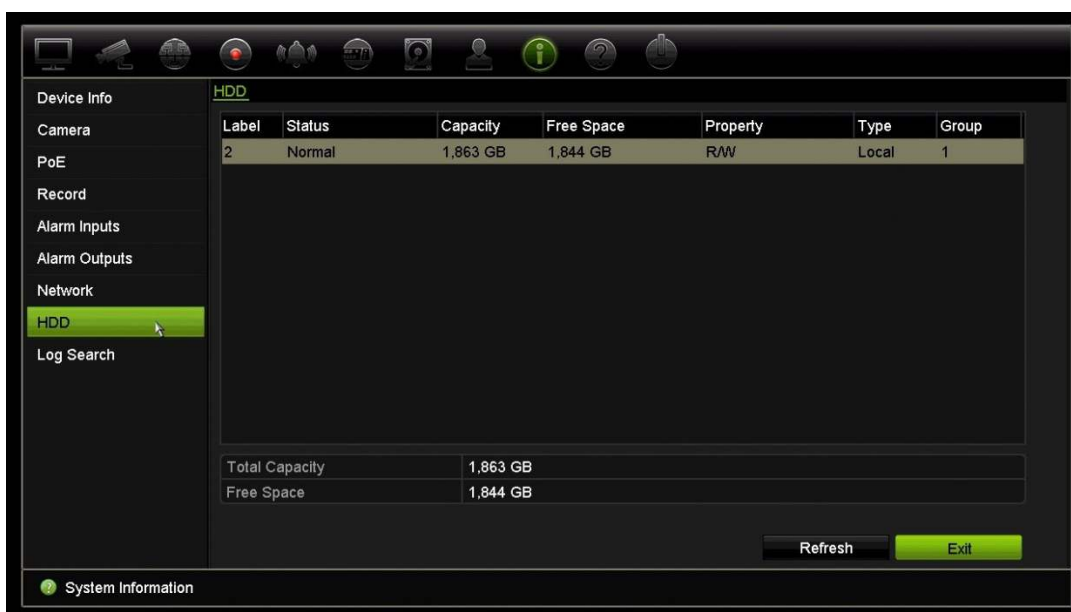 Device Info
HDD
Camera
Label Status Capacity Free Space Property Type Group
PoE
2 Normal 1,863 GB 1,844 GB R/W Local 1
Record
Alarm Inputs
Alarm Outputs
Network
HDD
Log Search
Total Capacity 1,863 GB
Free Space 1,844 GB
Refresh Exit
System Information